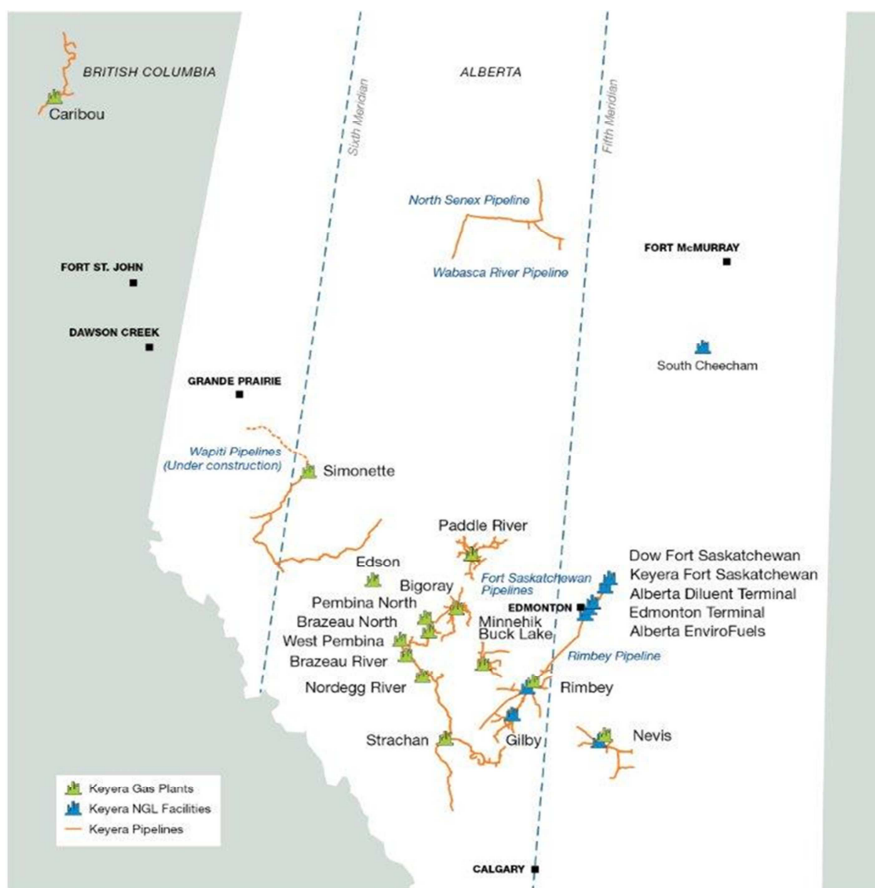 BRITISH COLUMBIA
ALBERTA
Caribou
Sixth Meridian
Fifth Meridian
North Senex Pipeline
Wabasca River Pipeline
FORT McMURRAY
FORT ST. JOHN
DAWSON CREEK
South Cheecham
GRANDE PRAIRIE
Wapiti Pipelines
(Under construction)
Simonette
Paddle River
Edson
Bigoray
Fort Saskatchewan
Pipelines
Dow Fort Saskatchewan
Keyera Fort Saskatchewan
Alberta Diluent Terminal
Edmonton Terminal
Alberta EnviroFuels
EDMONTON
Pembina North
Brazeau North
West Pembina
Brazeau River
Nordegg River
Minnehik
Buck Lake
Rimbey Pipeline
Rimbey
Strachan
Gilby
Nevis
Keyera Gas Plants
Keyera NGL Facilities
Keyera Pipelines
CALGARY